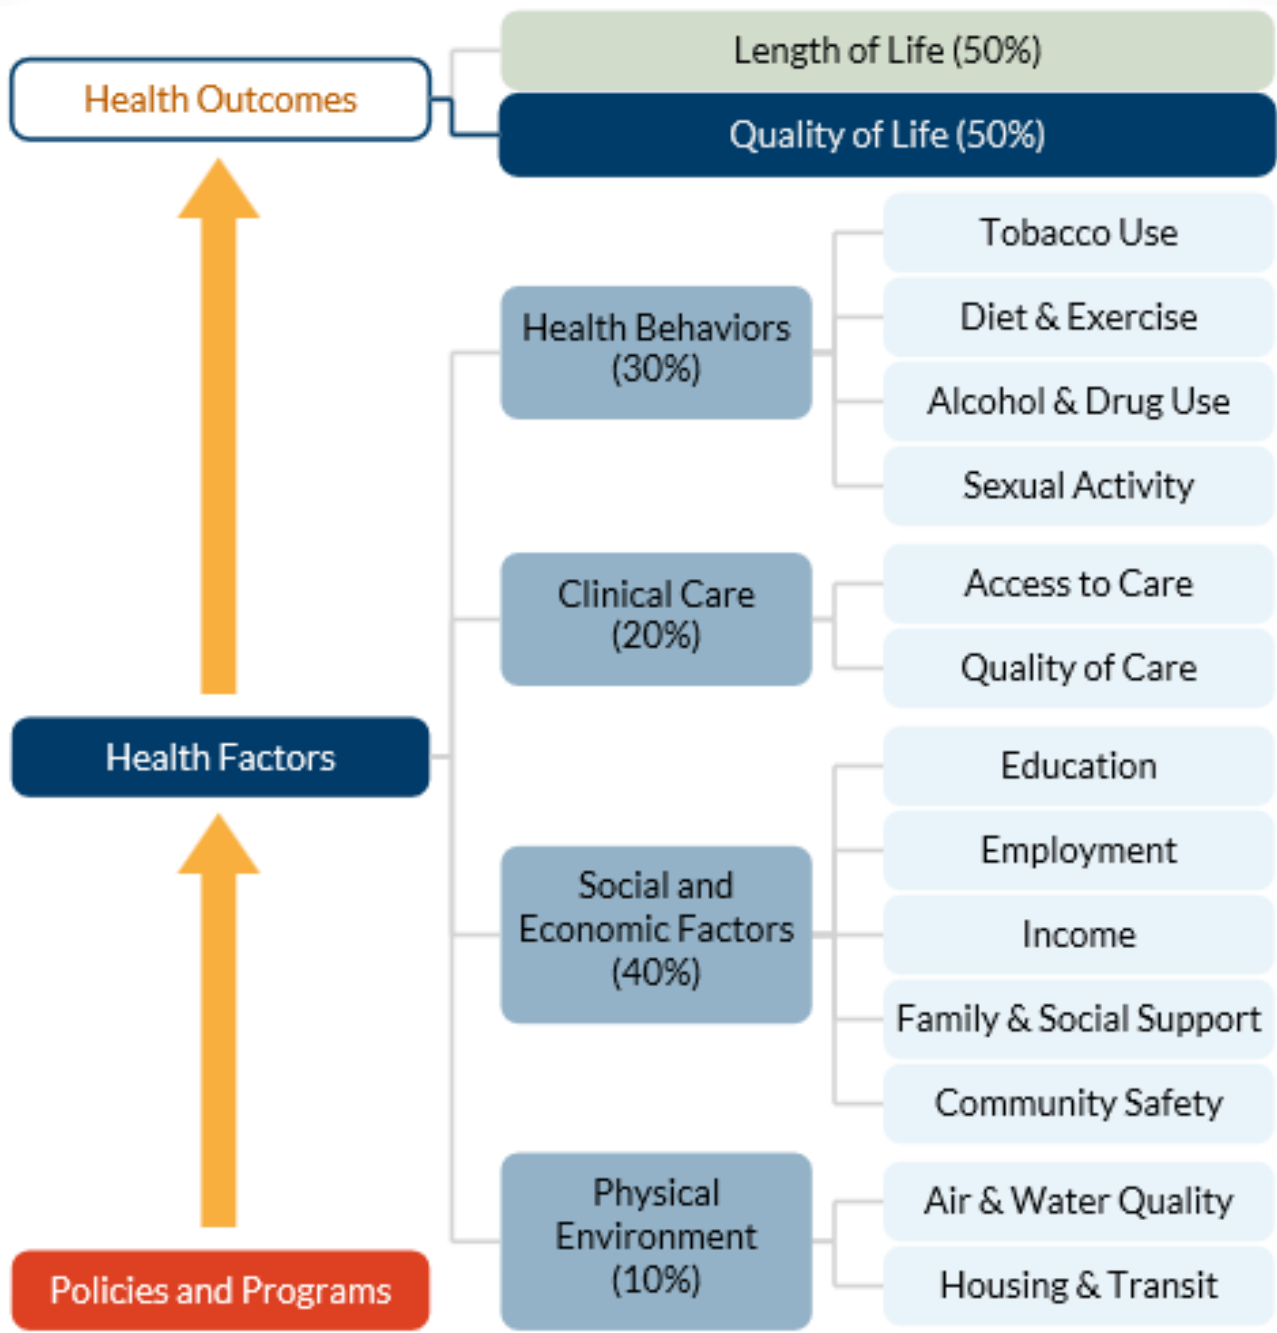 Health Outcomes
Length of Life (50%)
Quality of Life (50%)
Health Factors
Health Behaviors
(30%)
Tobacco Use
Diet & Exercise
Alcohol & Drug Use
Sexual Activity
Clinical Care
(20%)
Access to Care
Quality of Care
Social and
Economic Factors
(40%)
Education
Employment
Income
Family & Social Support
Community Safety
Physical
Environment
(10%)
Air & Water Quality
Housing & Transit
Policies and Programs